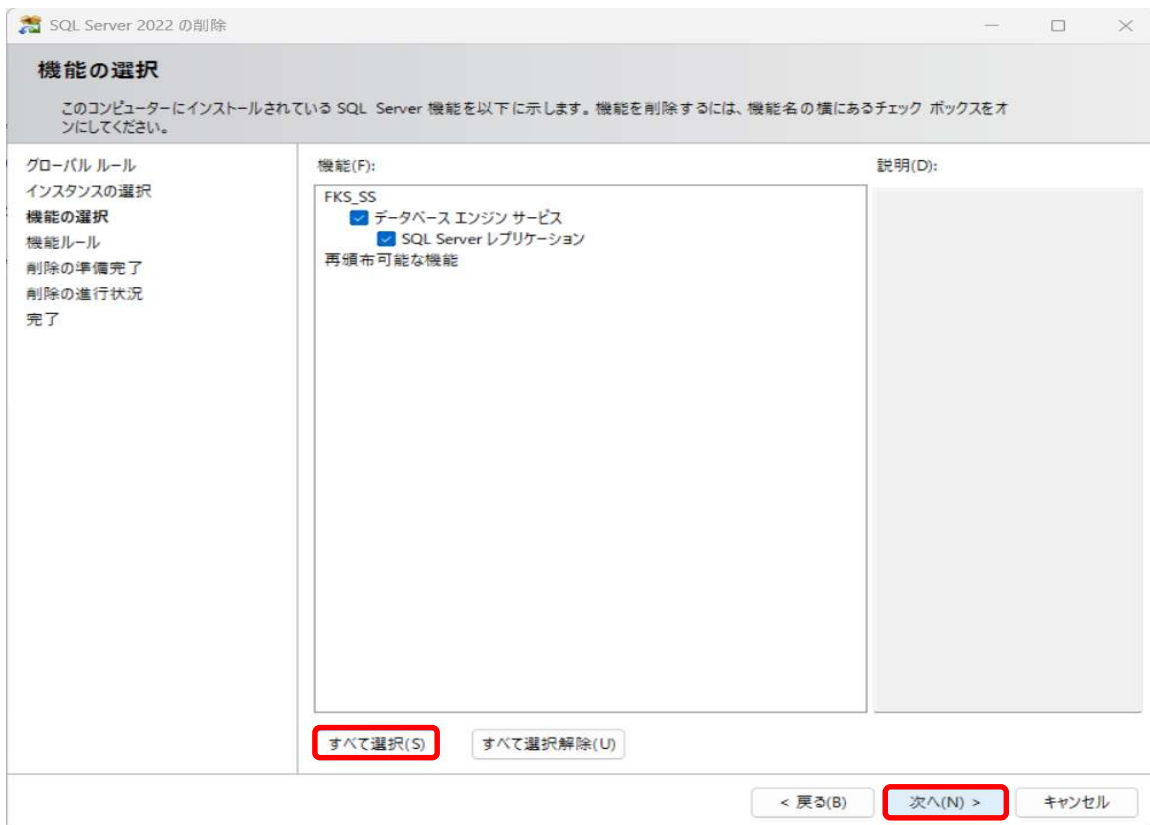 SQL Server 2022 の削除
機能の選択
このコンピューターにインストールされている SQL Server 機能を以下に示します。機能を削除するには、機能名の横にあるチェック ボックスをオ
ンにしてください。
グローバル ルール
インスタンスの選択
機能の選択
機能ルール
削除の準備完了
削除の進行状況
完了
機能(F):
FKS_SS
データベース エンジン サービス
SQL Server レプリケーション
再頒布可能な機能
説明(D):
すべて選択(S)
すべて選択解除(U)
< 戻る(B)
次へ(N) >
キャンセル